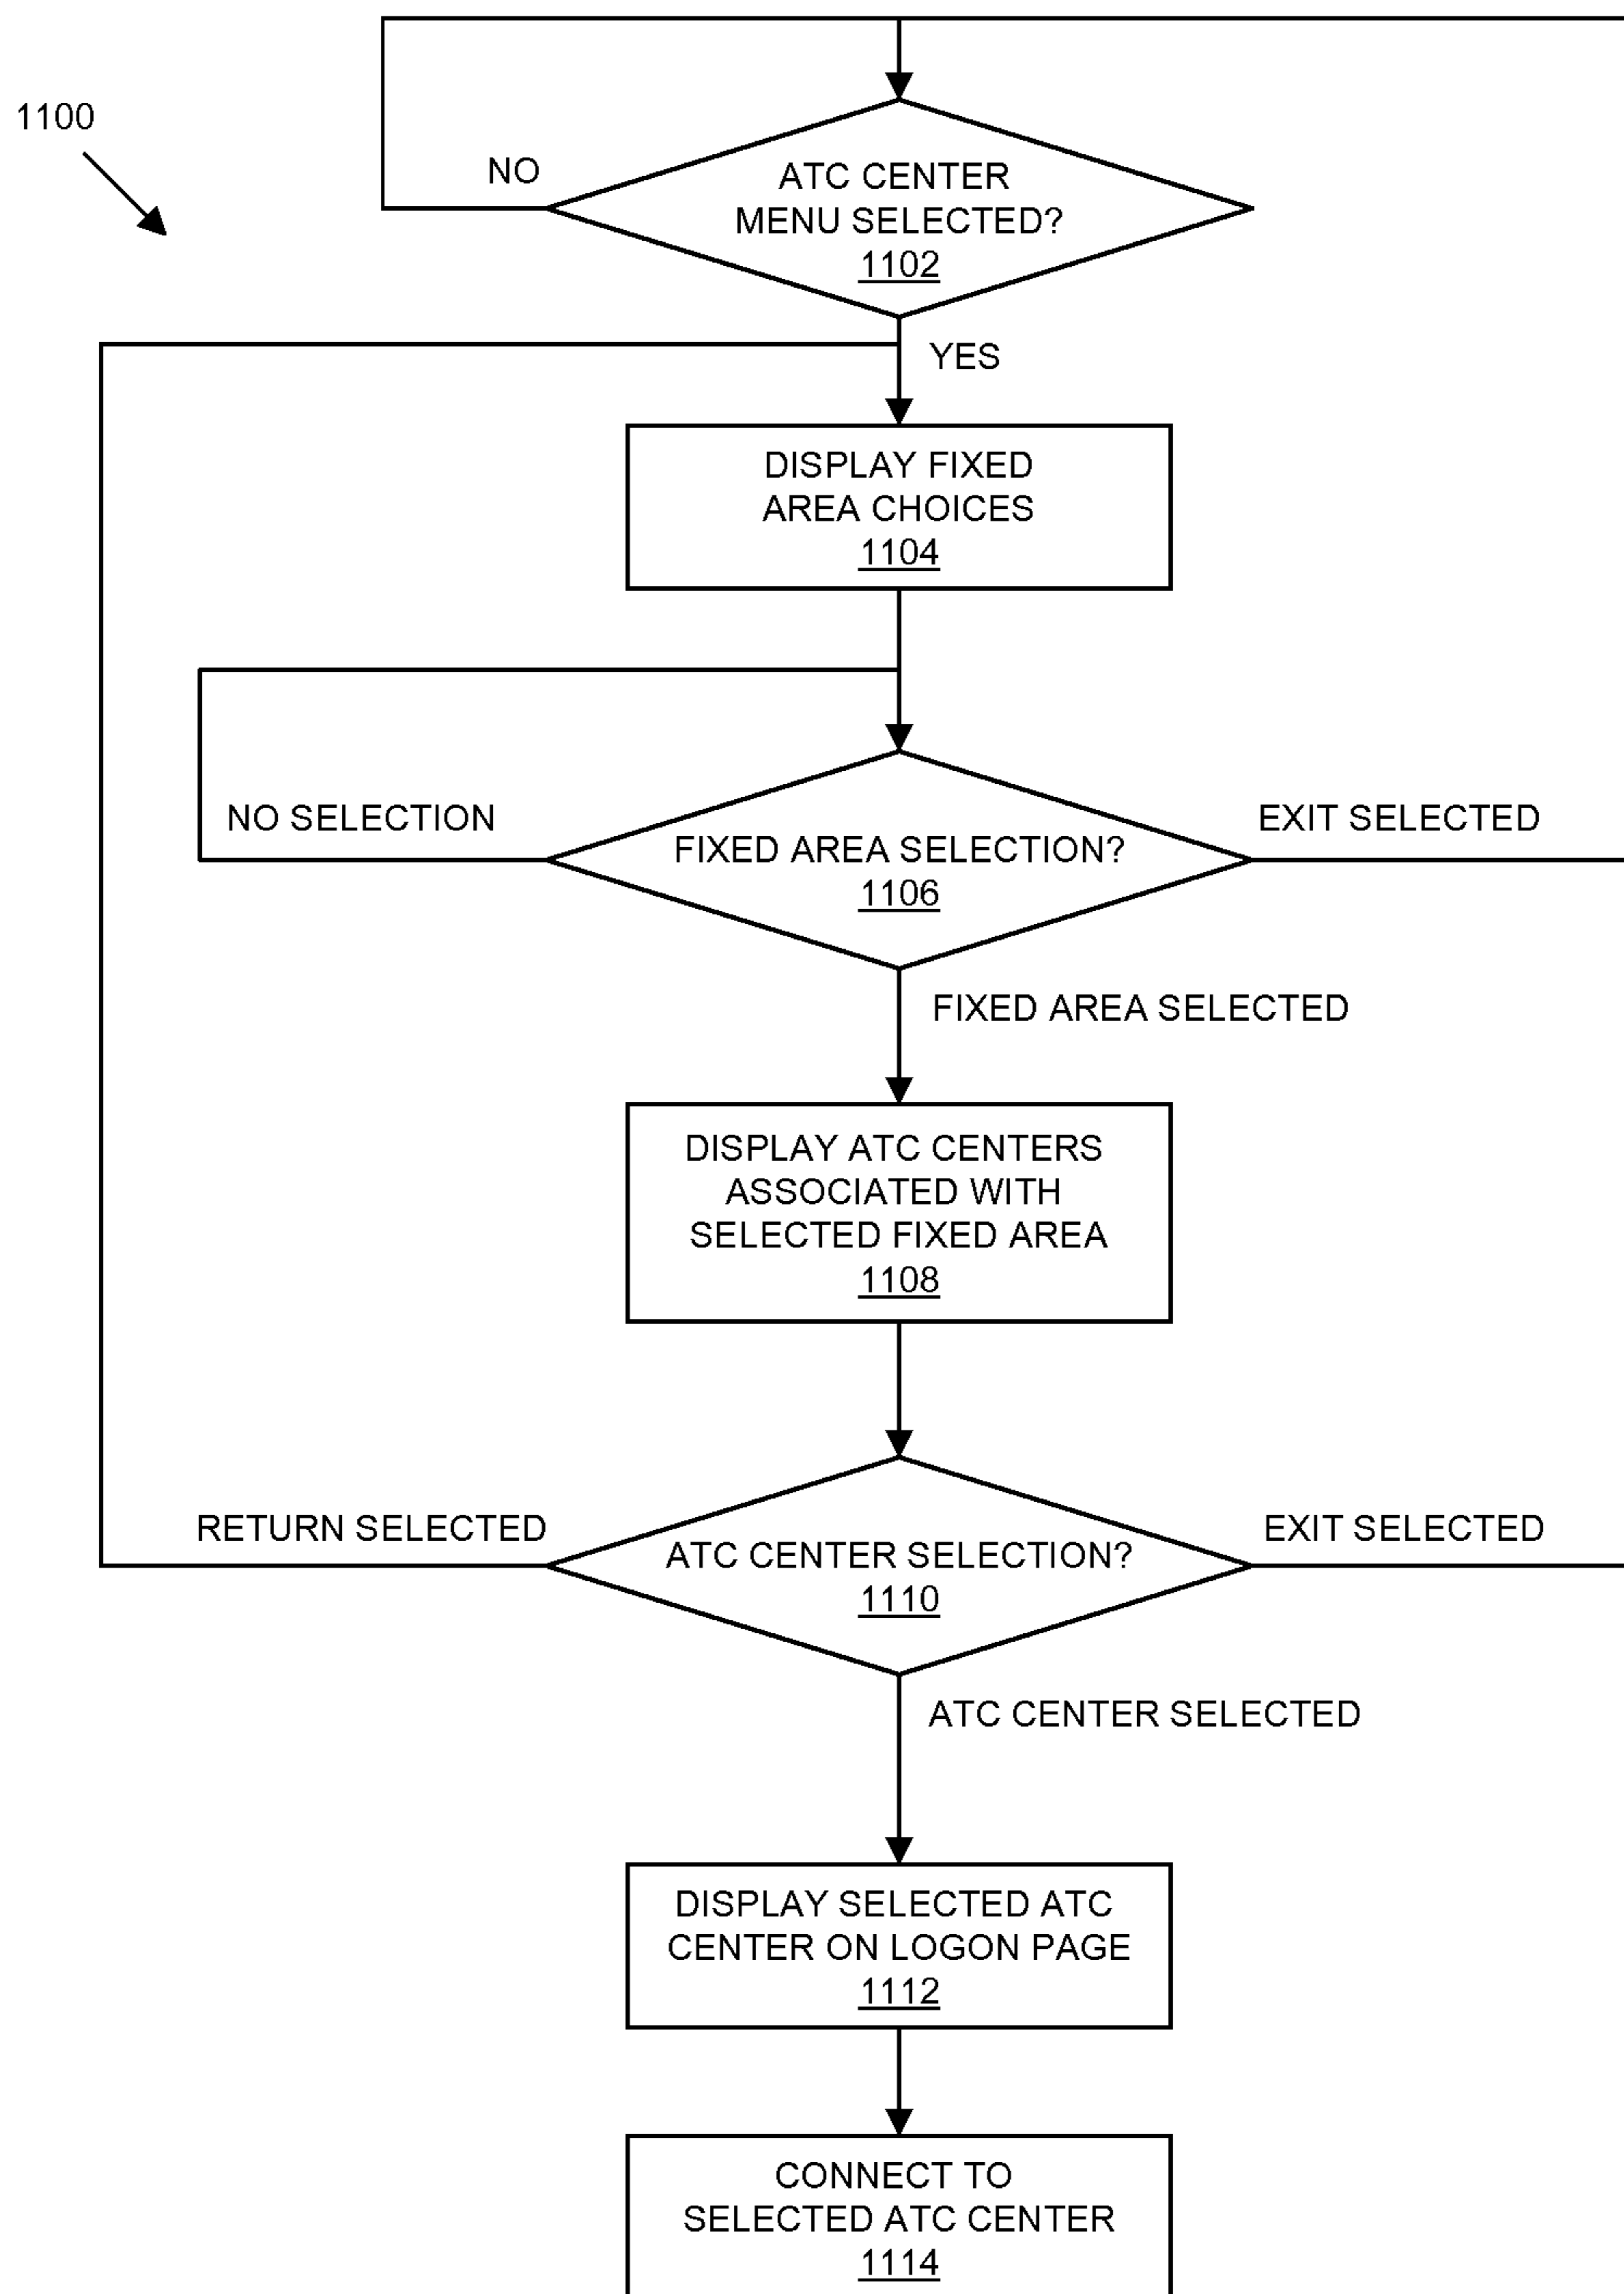 1100
NO
ATC CENTER
MENU SELECTED?
1102
YES
DISPLAY FIXED
AREA CHOICES
1104
NO SELECTION
EXIT SELECTED
FIXED AREA SELECTION?
1106
FIXED AREA SELECTED
DISPLAY ATC CENTERS
ASSOCIATED WITH
SELECTED FIXED AREA
1108
RETURN SELECTED
EXIT SELECTED
ATC CENTER SELECTION?
1110
ATC CENTER SELECTED
DISPLAY SELECTED ATC
CENTER ON LOGON PAGE
1112
CONNECT TO
SELECTED ATC CENTER
1114